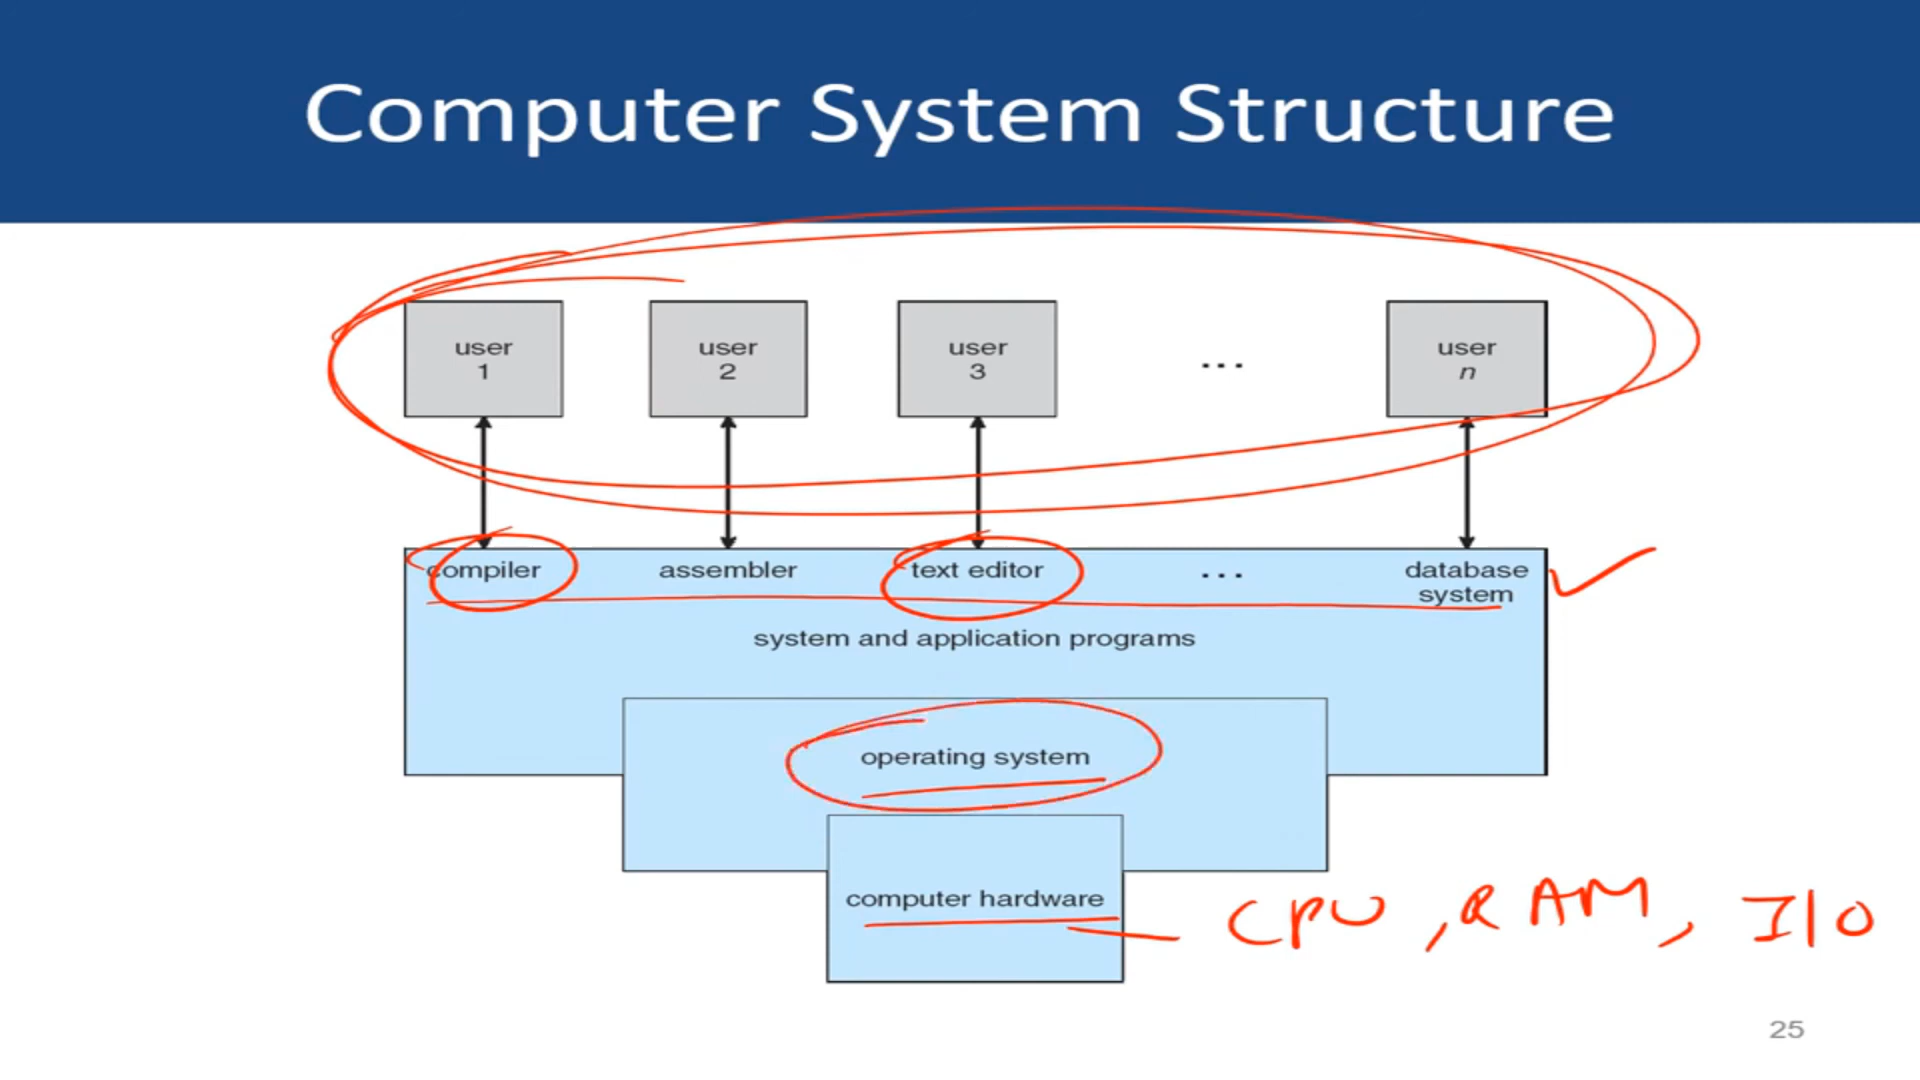 Computer System Structure
user user user ... user
1 2 3 n
compiler assembler text editor ... database
system
system and application programs
operating system
computer hardware
CPU, RAM, I/O
25